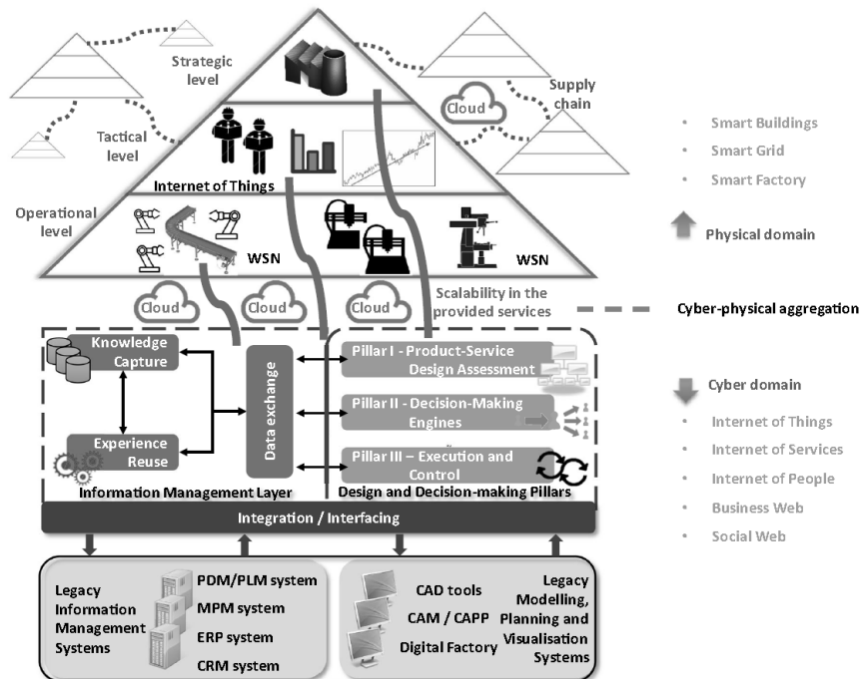 Strategic
level
Cloud
Supply
chain
Tactical
level
Internet of Things
Operational
level
WSN
WSN
Cloud
Cloud
Cloud
Scalability in the
provided services
Smart Buildings
Smart Grid
Smart Factory
Physical domain
Cyber-physical aggregation
Cyber domain
Internet of Things
Internet of Services
Internet of People
Business Web
Social Web
Knowledge
Capture
Experience
Reuse
Data exchange
Information Management Layer
Pillar I - Product-Service
Design Assessment
Pillar II - Decision-Making
Engines
Pillar III – Execution and
Control
Design and Decision-making Pillars
Integration / Interfacing
Legacy
Information
Management
Systems
PDM/PLM system
MPM system
ERP system
CRM system
CAD tools
CAM / CAPP
Digital Factory
Legacy
Modelling,
Planning and
Visualisation
Systems